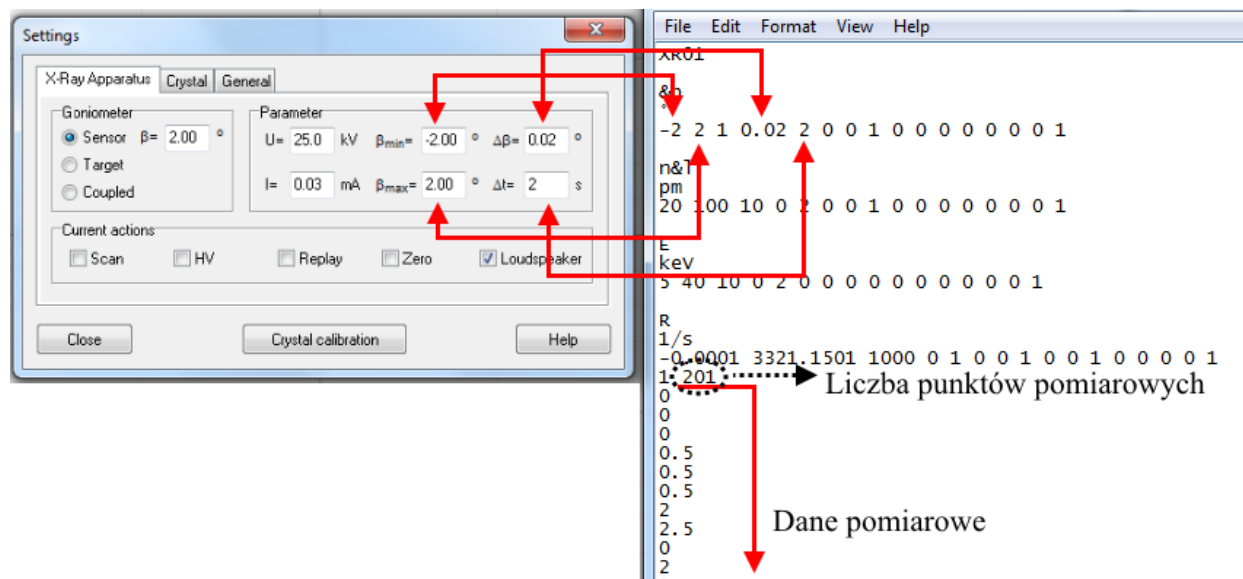 Settings
X-Ray Apparatus Crystal General
Goniometer
Sensor β= 2.00 °
Target
Coupled
Parameter
U= 25.0 kV βmin= -2.00 ° Δβ= 0.02 °
I= 0.03 mA βmax= 2.00 ° Δt= 2 s
Current actions
Scan HV Replay Zero Loudspeaker
Close Crystal calibration Help
File Edit Format View Help
XR01
&b
°
-2 2 1 0.02 2 0 0 1 0 0 0 0 0 0 0 1
n&l
pm
20 100 10 0 2 0 0 1 0 0 0 0 0 0 0 1
E
keV
5 40 10 0 2 0 0 0 0 0 0 0 0 0 0 1
R
1/s
-0.0001 3321.1501 1000 0 1 0 0 1 0 0 1 0 0 0 0 1
1 201 Liczba punktów pomiarowych
0
0
0
0.5
0.5
0.5
2
2.5 Dane pomiarowe
0
2